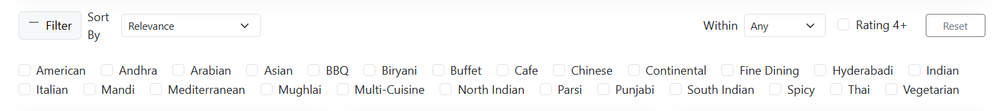 Filter Sort By Relevance Within Any Rating 4+ Reset
American Andhra Arabian Asian BBQ Biryani Buffet Cafe Chinese Continental Fine Dining Hyderabadi Indian
Italian Mandi Mediterranean Mughlai Multi-Cuisine North Indian Parsi Punjabi South Indian Spicy Thai Vegetarian